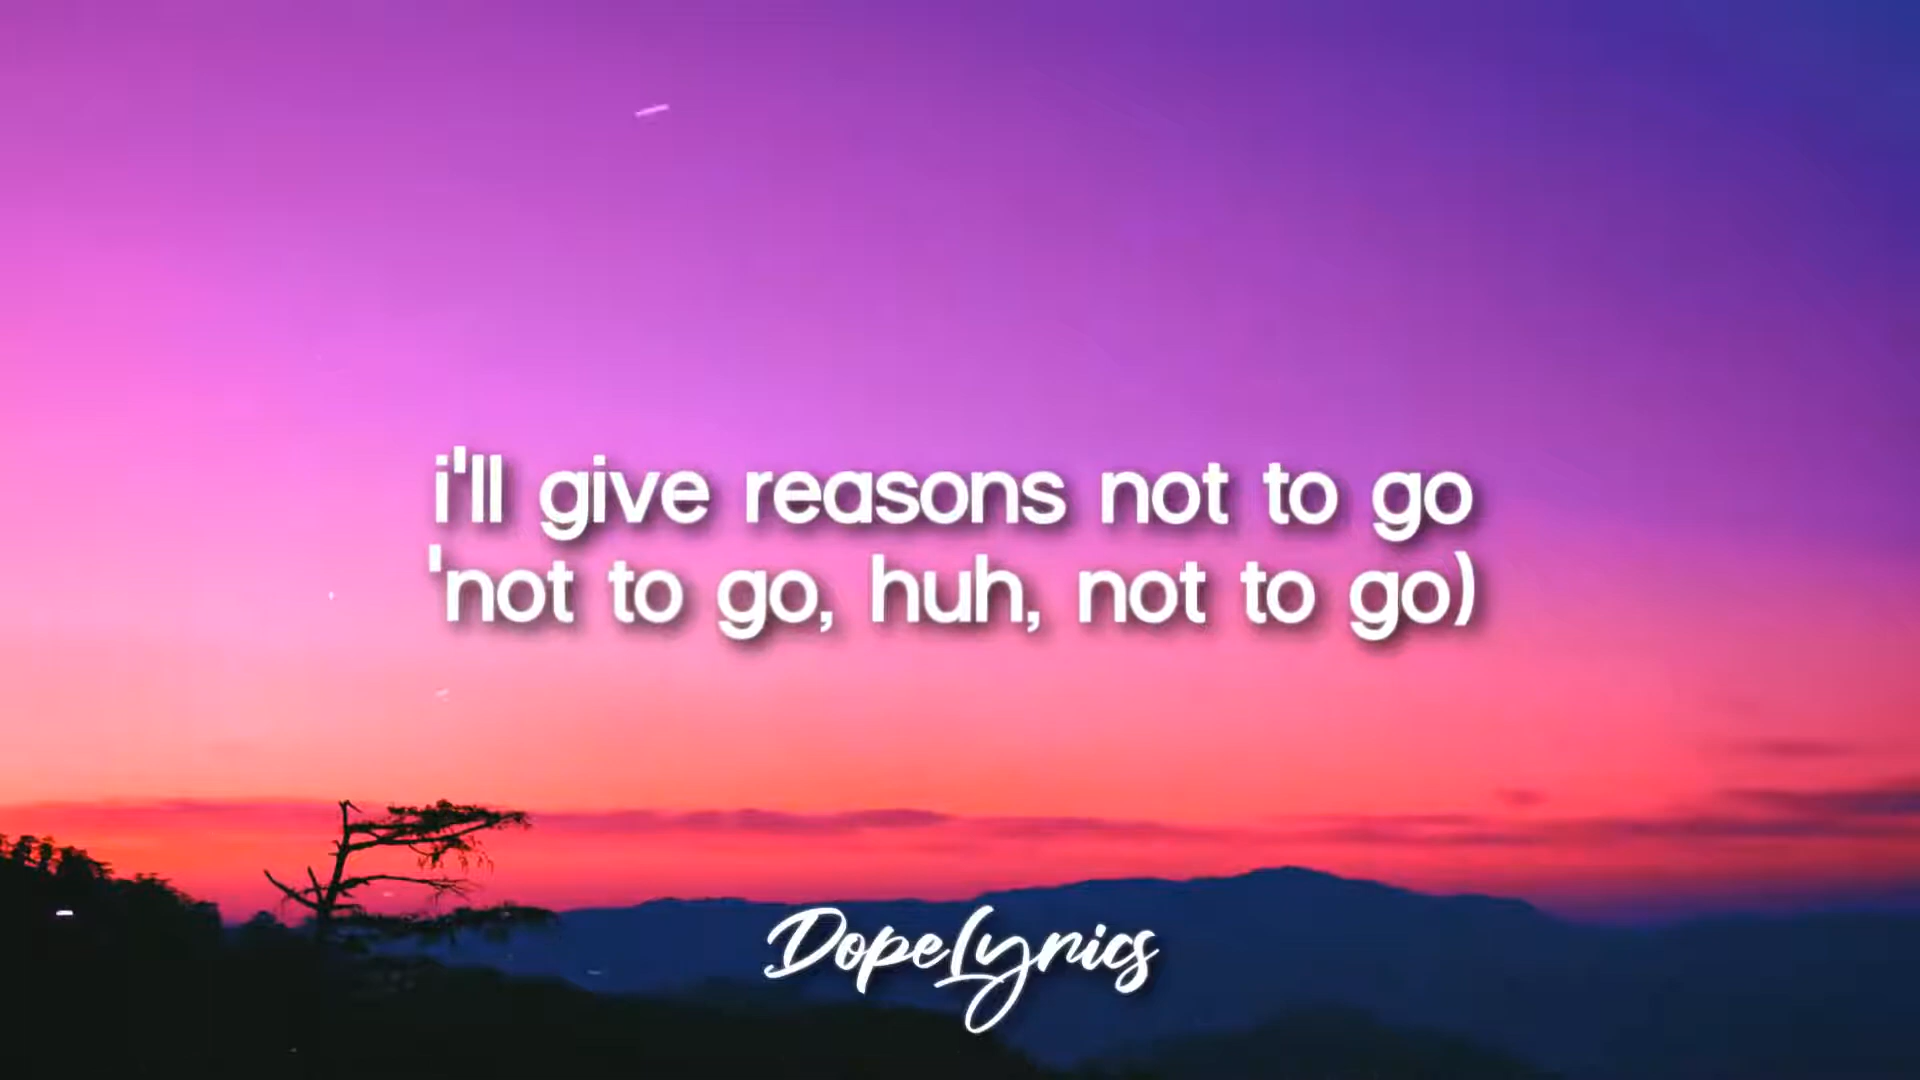 i'll give reasons not to go
'not to go, huh, not to go)
DopeLyrics